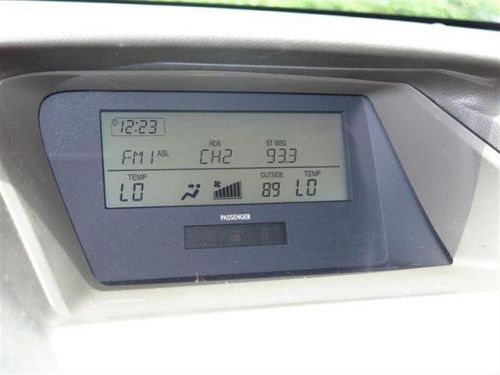 12:23
RDS ST MSG
FM1 ASL CH2 93.3
TEMP OUTSIDE TEMP
LO 89 LO
PASSENGER